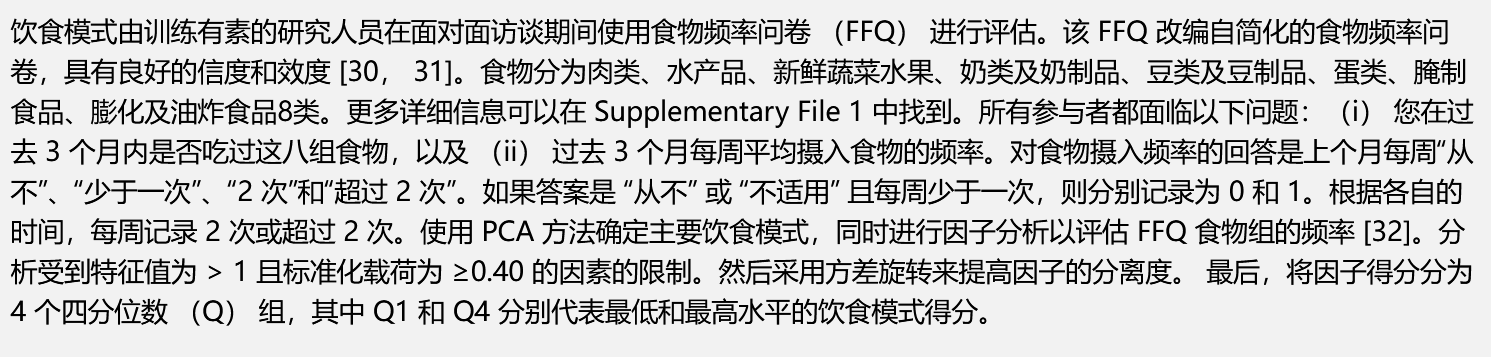 饮食模式由训练有素的研究人员在面对面访谈期间使用食物频率问卷 （FFQ） 进行评估。该 FFQ 改编自简化的食物频率问
卷，具有良好的信度和效度 [30， 31]。食物分为肉类、水产品、新鲜蔬菜水果、奶类及奶制品、豆类及豆制品、蛋类、腌制
食品、膨化及油炸食品8类。更多详细信息可以在 Supplementary File 1 中找到。所有参与者都面临以下问题：（i） 您在过
去 3 个月内是否吃过这八组食物，以及 （ii） 过去 3 个月每周平均摄入食物的频率。对食物摄入频率的回答是上个月每周“从
不”、“少于一次”、“2 次”和“超过 2 次”。如果答案是 “从不” 或 “不适用” 且每周少于一次，则分别记录为 0 和 1。根据各自的
时间，每周记录 2 次或超过 2 次。使用 PCA 方法确定主要饮食模式，同时进行因子分析以评估 FFQ 食物组的频率 [32]。分
析受到特征值为 > 1 且标准化载荷为 ≥0.40 的因素的限制。然后采用方差旋转来提高因子的分离度。 最后，将因子得分分为
4 个四分位数 （Q） 组，其中 Q1 和 Q4 分别代表最低和最高水平的饮食模式得分。